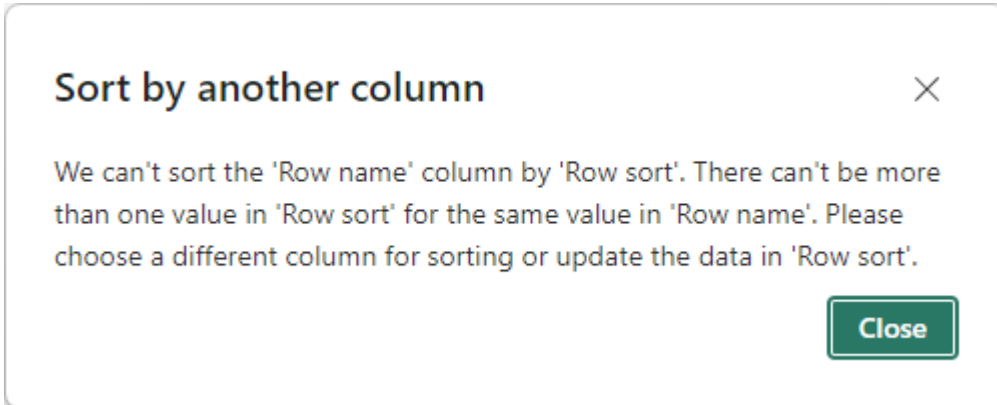 Sort by another column
We can't sort the 'Row name' column by 'Row sort'. There can't be more
than one value in 'Row sort' for the same value in 'Row name'. Please
choose a different column for sorting or update the data in 'Row sort'.
Close